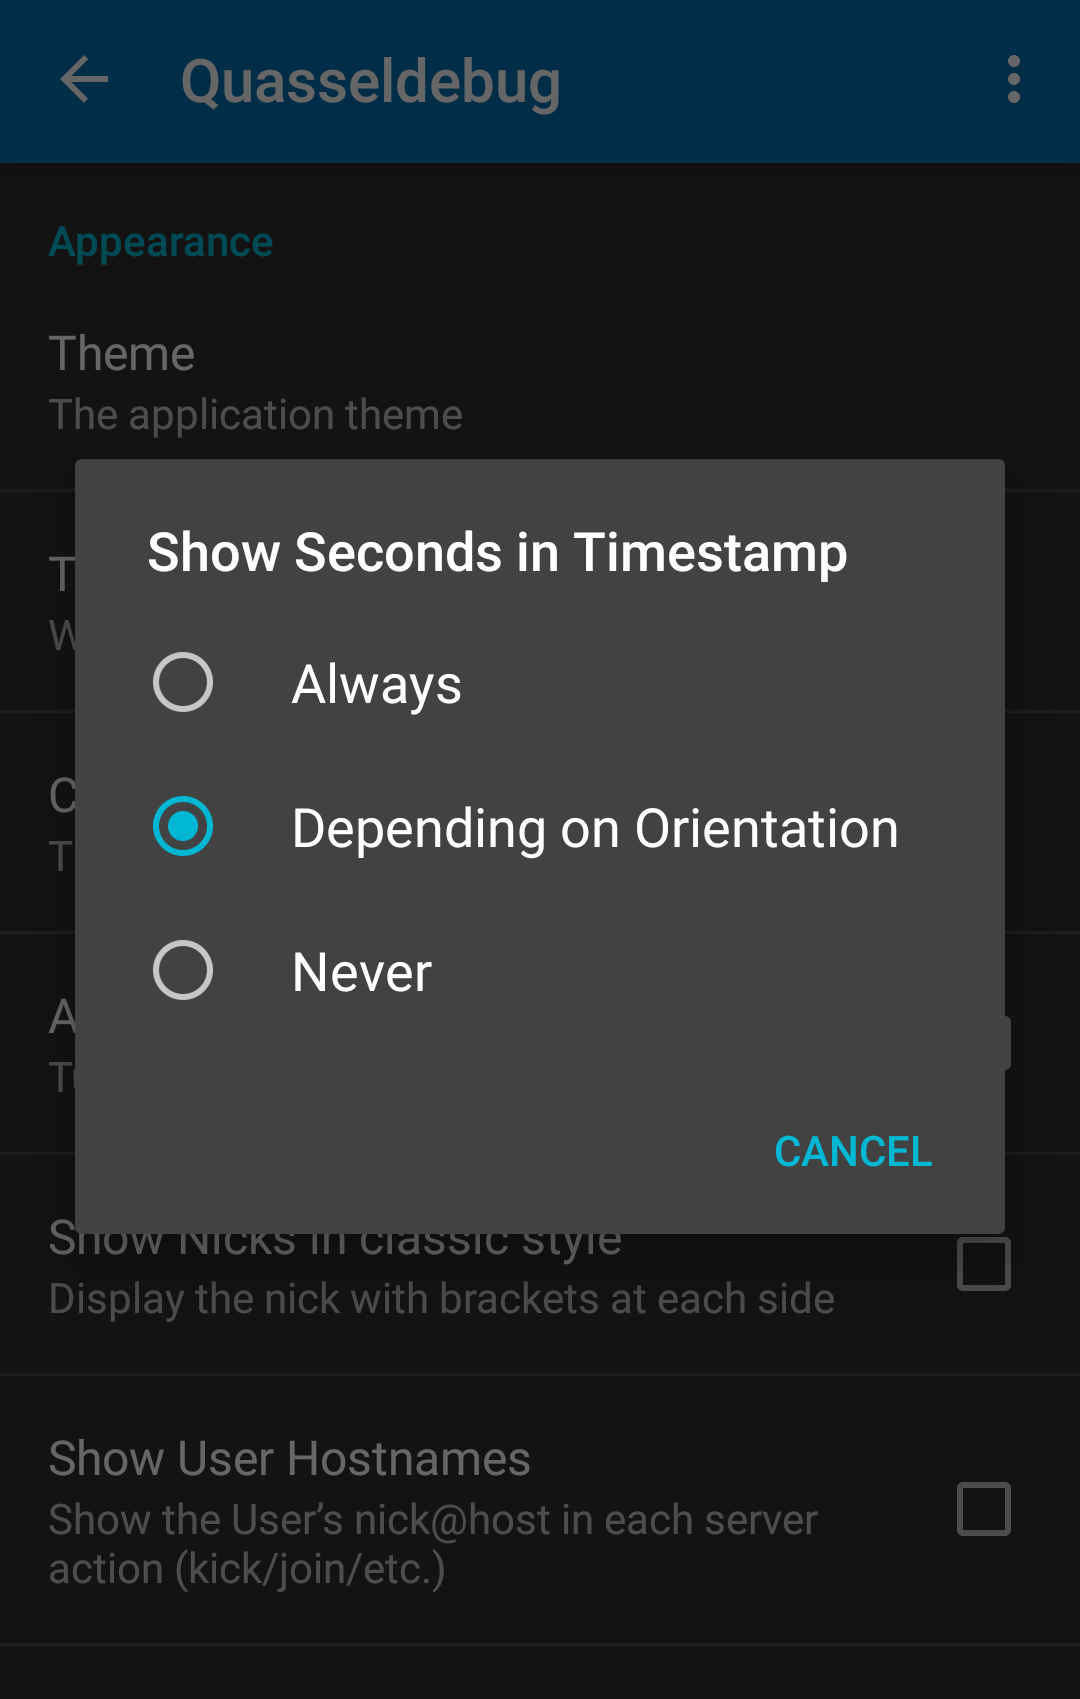 Quasseldebug
Appearance
Theme
The application theme
Show Seconds in Timestamp
Always
Depending on Orientation
Never
CANCEL
Show Nicks in classic style
Display the nick with brackets at each side
Show User Hostnames
Show the User’s nick@host in each server
action (kick/join/etc.)